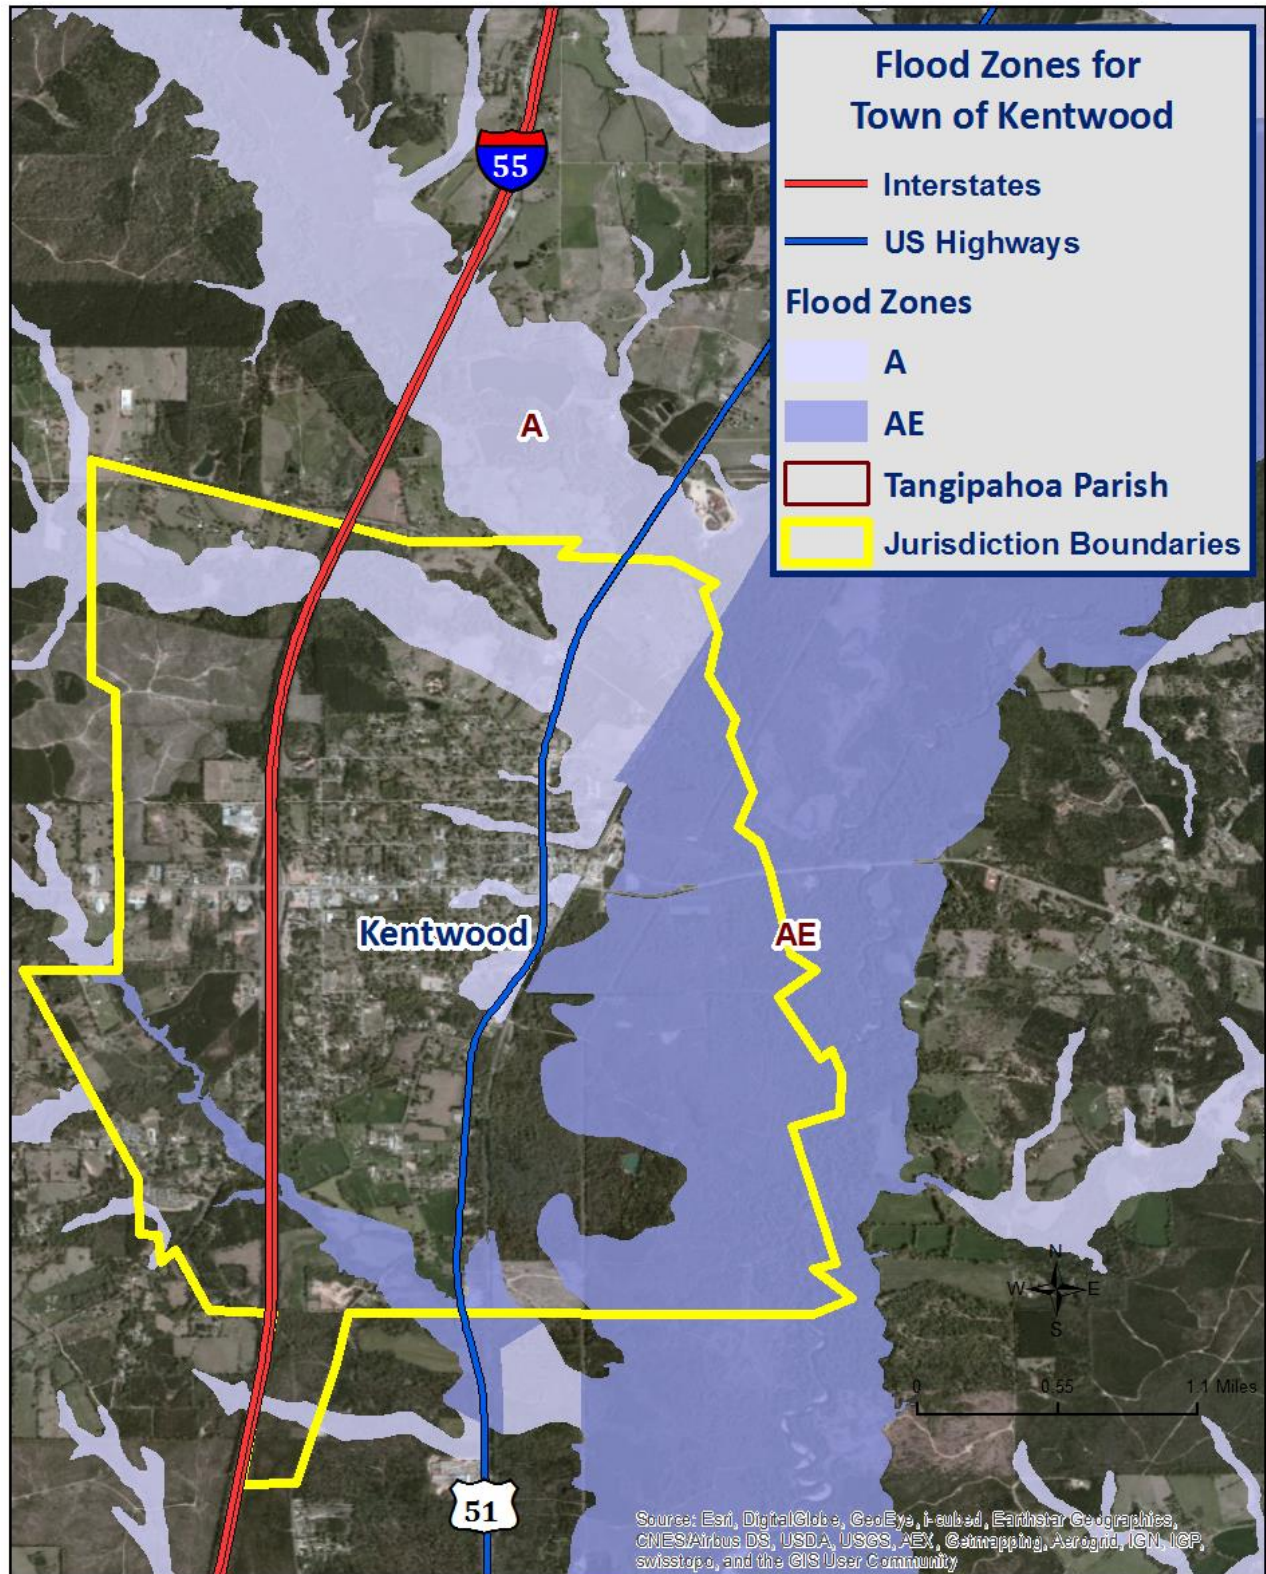 Flood Zones for
Town of Kentwood
Interstates
US Highways
Flood Zones
A
AE
Tangipahoa Parish
Jurisdiction Boundaries
55
A
Kentwood
AE
N
W E
S
0 0.55 1.1 Miles
51
Source: Esri, DigitalGlobe, GeoEye, i-cubed, Earthstar Geographics,
CNES/Airbus DS, USDA, USGS, AEX, Getmapping, Aerogrid, IGN, IGP,
swisstopo, and the GIS User Community